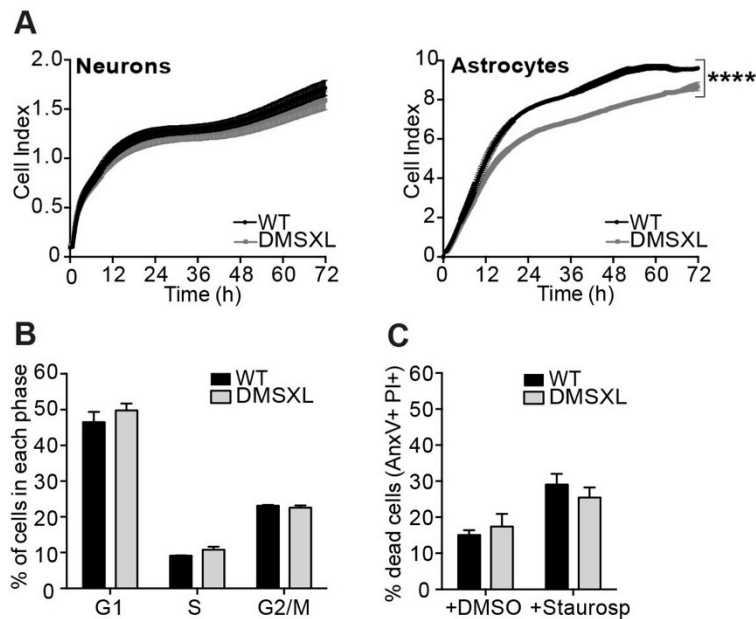 A
Neurons
Cell Index
2.0
1.5
1.0
0.5
0
WT
DMSXL
0 12 24 36 48 60 72
Time (h)
Astrocytes
Cell Index
10
8
6
4
2
0
****
WT
DMSXL
0 12 24 36 48 60 72
Time (h)
B
% of cells in each phase
60
50
40
30
20
10
0
WT
DMSXL
G1 S G2/M
C
% dead cells (AnxV+ PI+)
60
50
40
30
20
10
0
WT
DMSXL
+DMSO +Staurosp